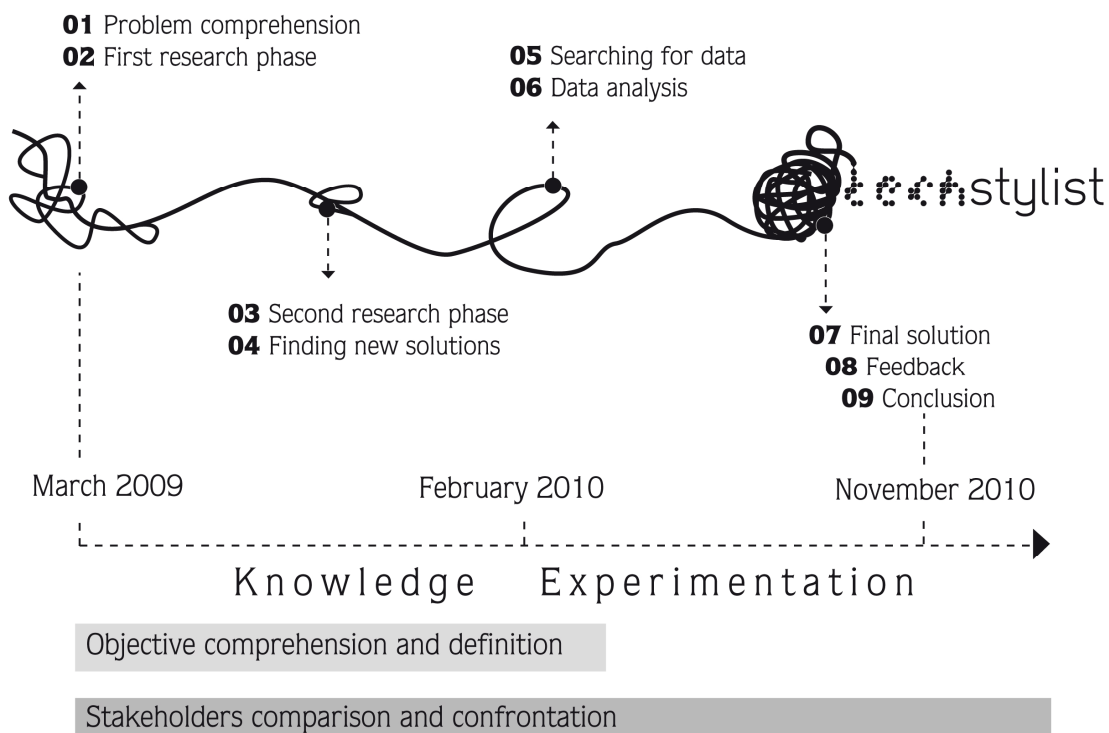 01 Problem comprehension
02 First research phase
05 Searching for data
06 Data analysis
techstylist
03 Second research phase
04 Finding new solutions
07 Final solution
08 Feedback
09 Conclusion
March 2009
February 2010
November 2010
Knowledge
Experimentation
Objective comprehension and definition
Stakeholders comparison and confrontation